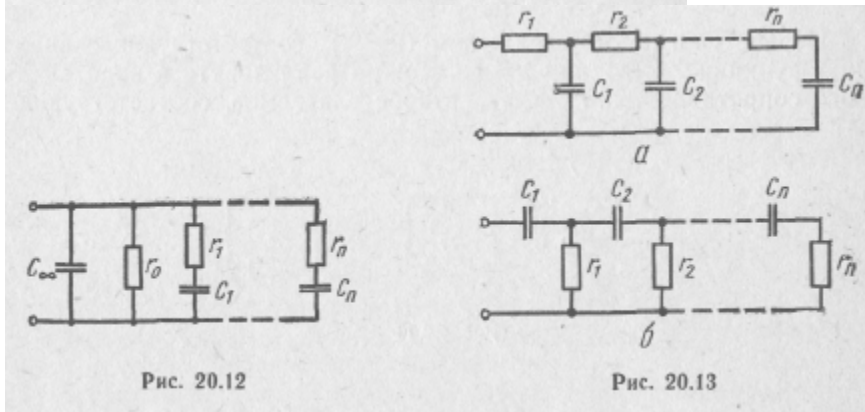 r₁ r₂ rₙ
C₁ C₂ Cₙ
а
C∞ r₀ r₁ rₙ
C₁ Cₙ
Рис. 20.12
C₁ C₂ Cₙ
r₁ r₂ rₙ
б
Рис. 20.13